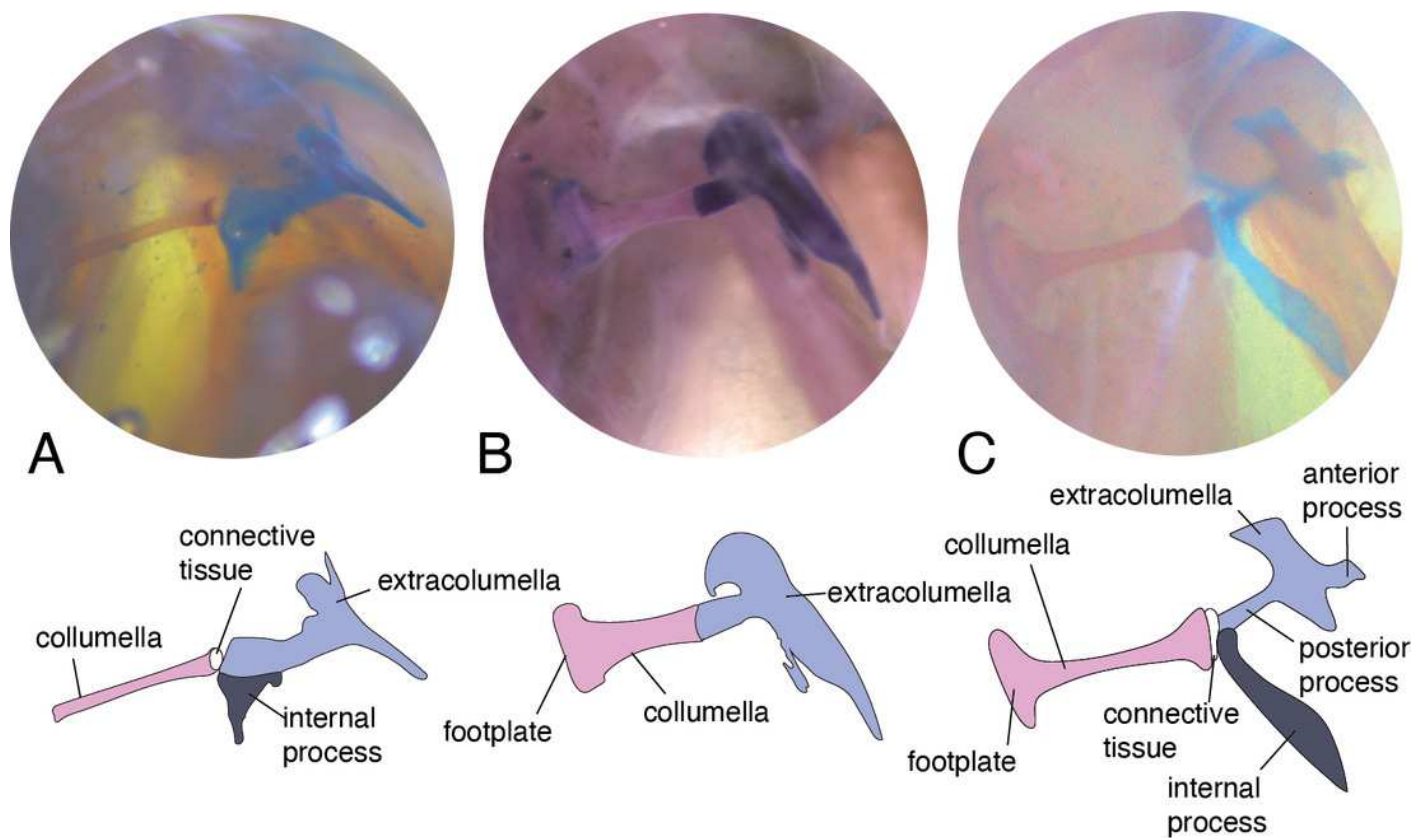 A
connective
tissue
extracolumella
collumella
internal
process
B
extracolumella
collumella
footplate
C
extracolumella
anterior
process
collumella
posterior
process
connective
tissue
footplate
internal
process